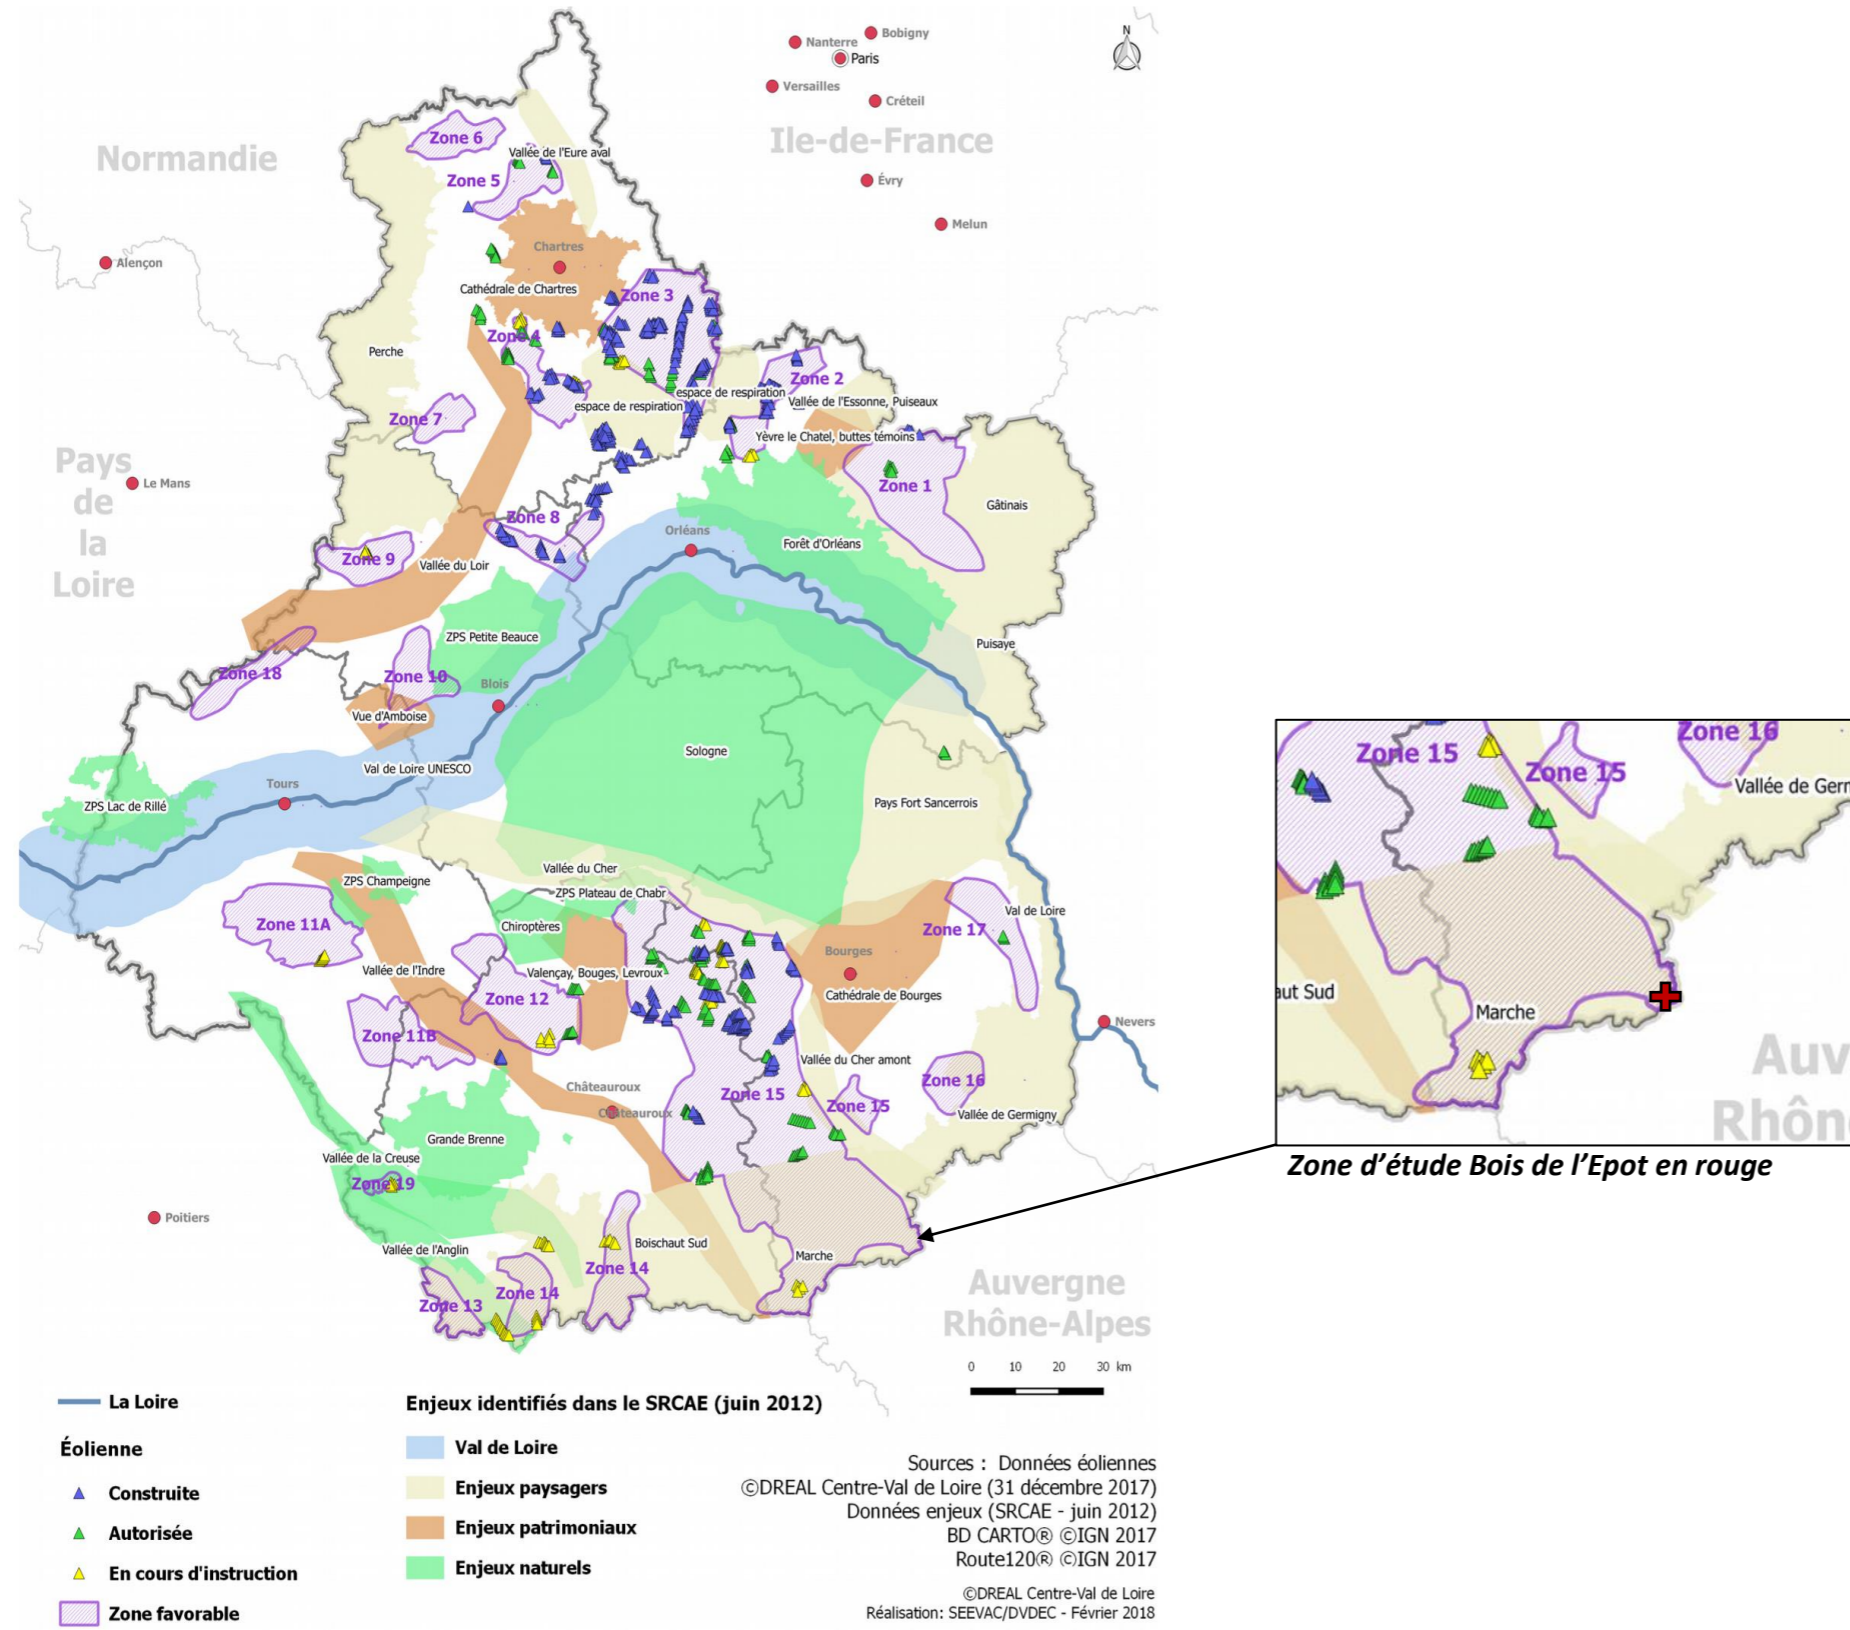 Nanterre
Bobigny
Paris
N
Versailles
Créteil
Ile-de-France
Normandie
Évry
Melun
Alençon
Zone 6
Vallée de l'Eure aval
Zone 5
Chartres
Cathédrale de Chartres
Zone 3
Zone 4
Perche
Zone 2
espace de respiration
espace de respiration
Vallée de l'Essonne, Puiseaux
Zone 7
Yèvre le Chatel, buttes témoins
Pays
de
la
Loire
Le Mans
Zone 1
Gâtinais
Zone 8
Orléans
Forêt d'Orléans
Zone 9
Vallée du Loir
ZPS Petite Beauce
Puisaye
Zone 18
Zone 10
Blois
Vue d'Amboise
Sologne
Val de Loire UNESCO
Tours
ZPS Lac de Rillé
Pays Fort Sancerrois
Vallée du Cher
ZPS Champeigne
ZPS Plateau de Chabr
Zone 11A
Chiroptères
Val de Loire
Zone 17
Bourges
Vallée de l'Indre
Valençay, Bouges, Levroux
Zone 12
Cathédrale de Bourges
Nevers
Zone 11B
Vallée du Cher amont
Châteauroux
Châteauroux
Zone 15
Zone 15
Zone 16
Vallée de Germigny
Grande Brenne
Vallée de la Creuse
Zone 19
Poitiers
Vallée de l'Anglin
Boischaut Sud
Marche
Zone 14
Zone 14
Zone 13
Auvergne
Rhône-Alpes
Zone 15
Zone 15
Zone 16
Vallée de Germ
aut Sud
Marche
Auv
Rhôn
Zone d'étude Bois de l'Epot en rouge
0 10 20 30 km
La Loire
Éolienne
Construite
Autorisée
En cours d'instruction
Zone favorable
Enjeux identifiés dans le SRCAE (juin 2012)
Val de Loire
Enjeux paysagers
Enjeux patrimoniaux
Enjeux naturels
Sources : Données éoliennes
©DREAL Centre-Val de Loire (31 décembre 2017)
Données enjeux (SRCAE - juin 2012)
BD CARTO® ©IGN 2017
Route120® ©IGN 2017
©DREAL Centre-Val de Loire
Réalisation: SEEVAC/DVDEC - Février 2018